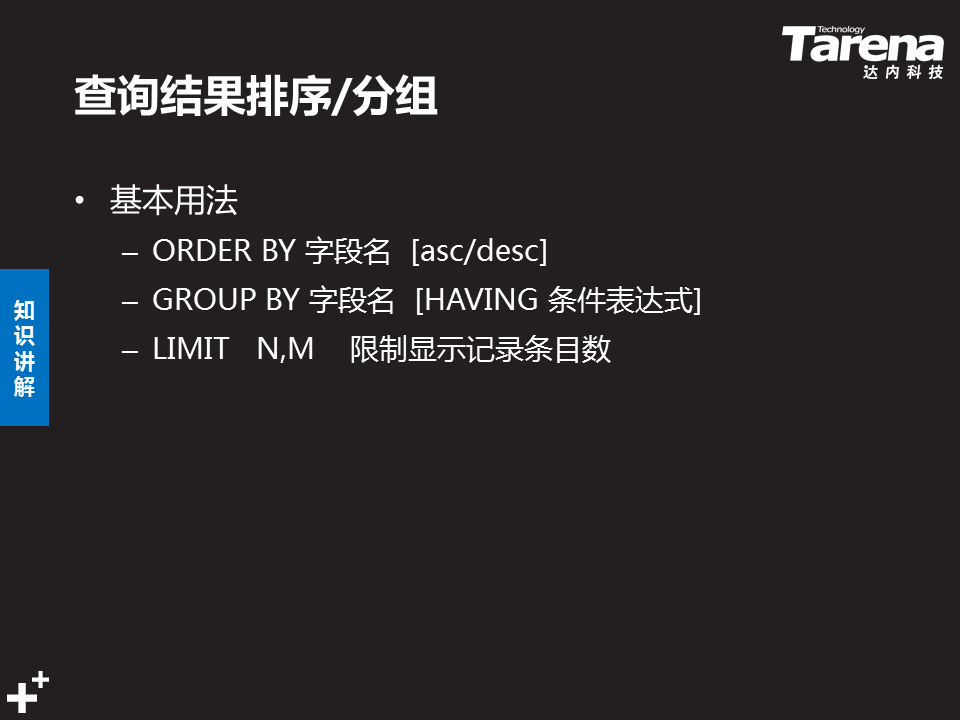 Technology
Tarena
达内科技
查询结果排序/分组
• 基本用法
– ORDER BY 字段名 [asc/desc]
– GROUP BY 字段名 [HAVING 条件表达式]
– LIMIT N,M 限制显示记录条目数
知
识
讲
解